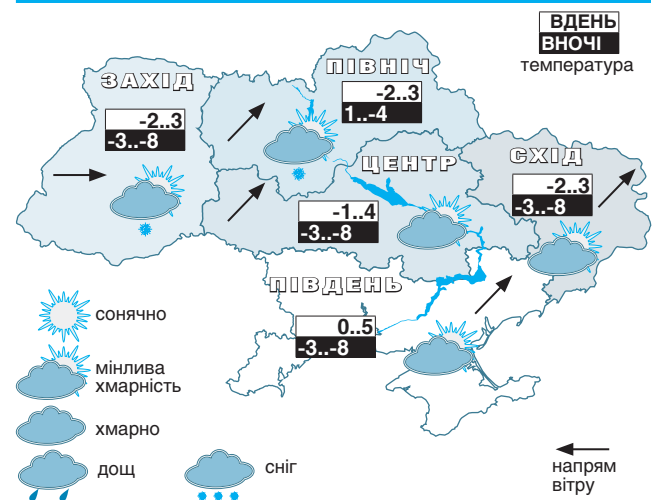 ВДЕНЬ
ВНОЧІ
температура
ЗАХІД
-2..3
-3..-8
ПІВНІЧ
-2..3
1..-4
ЦЕНТР
-1..4
-3..-8
СХІД
-2..3
-3..-8
ПІВДЕНЬ
0..5
-3..-8
сонячно
мінлива
хмарність
хмарно
дощ
сніг
напрям
вітру